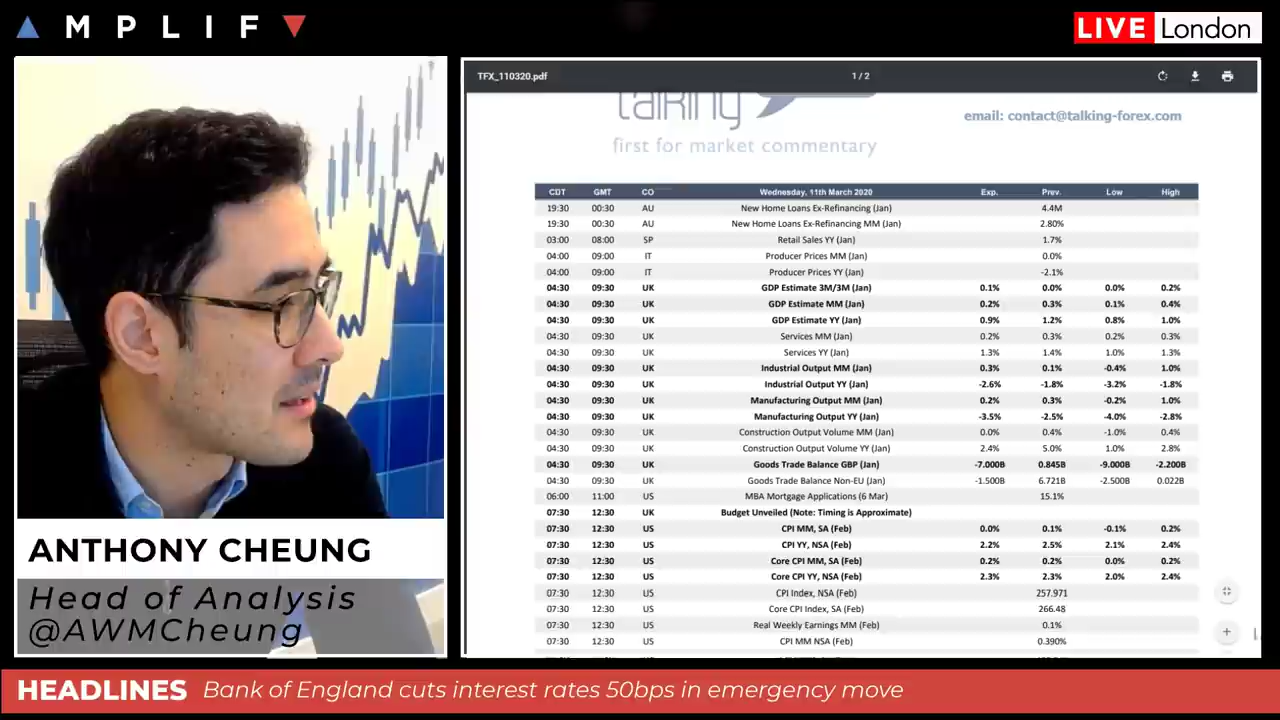 AMPLIFY
LIVE London
TFX_110320.pdf 1 / 2
talking
email: contact@talking-forex.com
first for market commentary
CDT GMT CO Wednesday, 11th March 2020 Exp. Prev. Low High
19:30 00:30 AU New Home Loans Ex-Refinancing (Jan) 4.4M
19:30 00:30 AU New Home Loans Ex-Refinancing MM (Jan) 2.80%
03:00 08:00 SP Retail Sales YY (Jan) 1.7%
04:00 09:00 IT Producer Prices MM (Jan) 0.0%
04:00 09:00 IT Producer Prices YY (Jan) -2.1%
04:30 09:30 UK GDP Estimate 3M/3M (Jan) 0.1% 0.0% 0.0% 0.2%
04:30 09:30 UK GDP Estimate MM (Jan) 0.2% 0.3% 0.1% 0.4%
04:30 09:30 UK GDP Estimate YY (Jan) 0.9% 1.2% 0.8% 1.0%
04:30 09:30 UK Services MM (Jan) 0.2% 0.3% 0.2% 0.3%
04:30 09:30 UK Services YY (Jan) 1.3% 1.4% 1.0% 1.3%
04:30 09:30 UK Industrial Output MM (Jan) 0.3% 0.1% -0.4% 1.0%
04:30 09:30 UK Industrial Output YY (Jan) -2.6% -1.8% -3.2% -1.8%
04:30 09:30 UK Manufacturing Output MM (Jan) 0.2% 0.3% -0.2% 1.0%
04:30 09:30 UK Manufacturing Output YY (Jan) -3.5% -2.5% -4.0% -2.8%
04:30 09:30 UK Construction Output Volume MM (Jan) 0.0% 0.4% -1.0% 0.4%
04:30 09:30 UK Construction Output Volume YY (Jan) 2.4% 5.0% 1.0% 2.8%
04:30 09:30 UK Goods Trade Balance GBP (Jan) -7.000B 0.845B -9.000B -2.200B
04:30 09:30 UK Goods Trade Balance Non-EU (Jan) -1.500B 6.721B -2.500B 0.022B
06:00 11:00 US MBA Mortgage Applications (6 Mar) 15.1%
07:30 12:30 UK Budget Unveiled (Note: Timing is Approximate)
07:30 12:30 US CPI MM, SA (Feb) 0.0% 0.1% -0.1% 0.2%
07:30 12:30 US CPI YY, NSA (Feb) 2.2% 2.5% 2.1% 2.4%
07:30 12:30 US Core CPI MM, SA (Feb) 0.2% 0.2% 0.0% 0.2%
07:30 12:30 US Core CPI YY, NSA (Feb) 2.3% 2.3% 2.0% 2.4%
07:30 12:30 US CPI Index, NSA (Feb) 257.971
07:30 12:30 US Core CPI Index, SA (Feb) 266.48
07:30 12:30 US Real Weekly Earnings MM (Feb) 0.1%
07:30 12:30 US CPI MM NSA (Feb) 0.390%
ANTHONY CHEUNG
Head of Analysis
@AWMCheung
HEADLINES Bank of England cuts interest rates 50bps in emergency move